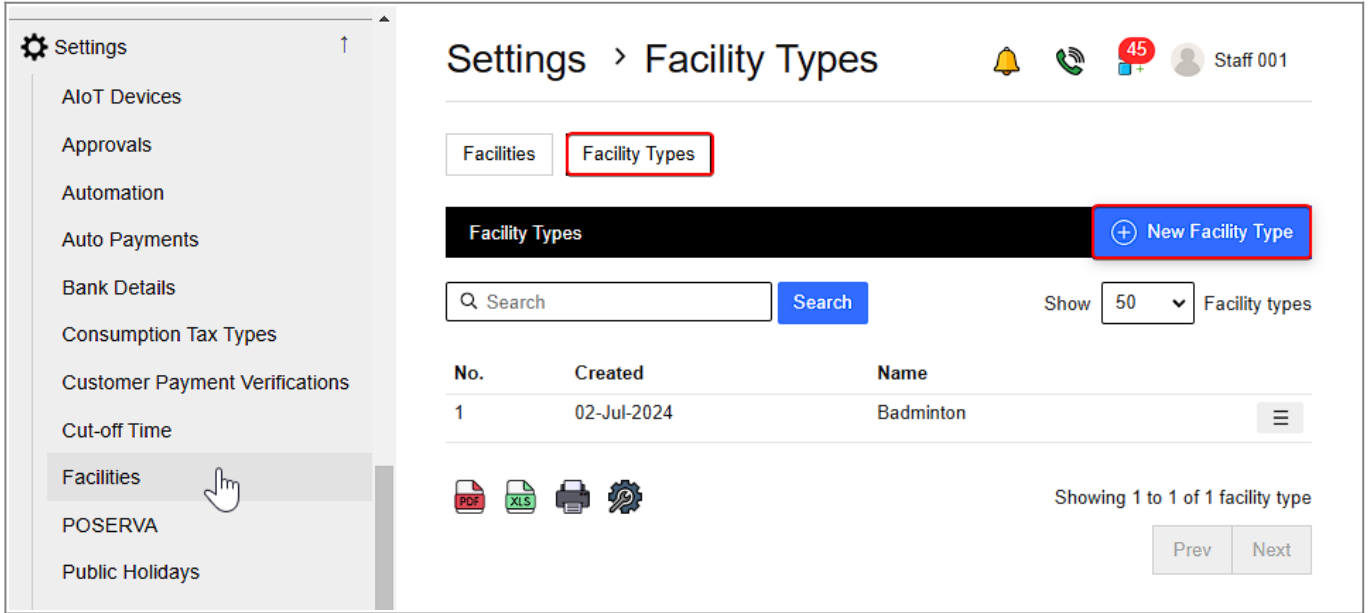 Settings ↑
AIoT Devices
Approvals
Automation
Auto Payments
Bank Details
Consumption Tax Types
Customer Payment Verifications
Cut-off Time
Facilities
POSERVA
Public Holidays
Settings > Facility Types
45
Staff 001
Facilities
Facility Types
Facility Types
New Facility Type
Search
Search
Show 50 Facility types
No. Created Name
1 02-Jul-2024 Badminton
PDF XLS
Showing 1 to 1 of 1 facility type
Prev Next